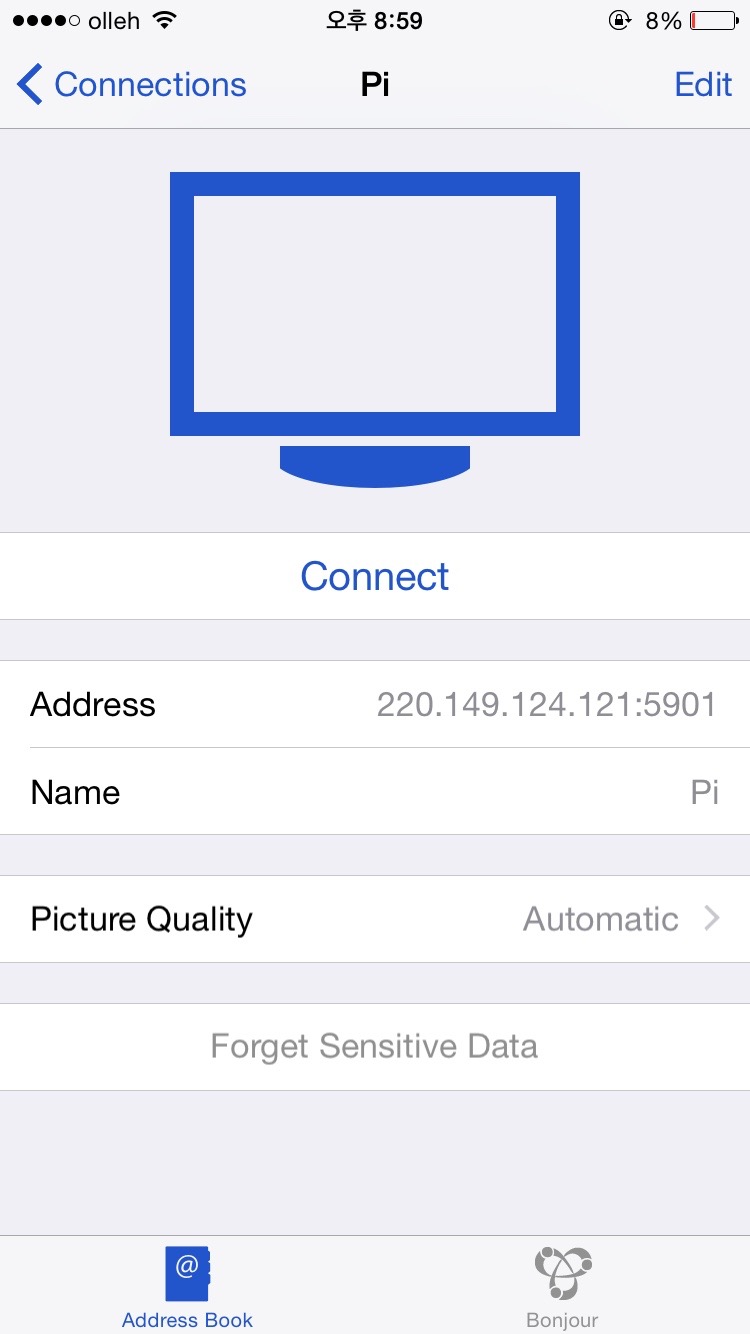 olleh 오후 8:59 8%
Connections Pi Edit
Connect
Address 220.149.124.121:5901
Name Pi
Picture Quality Automatic
Forget Sensitive Data
@
Address Book Bonjour